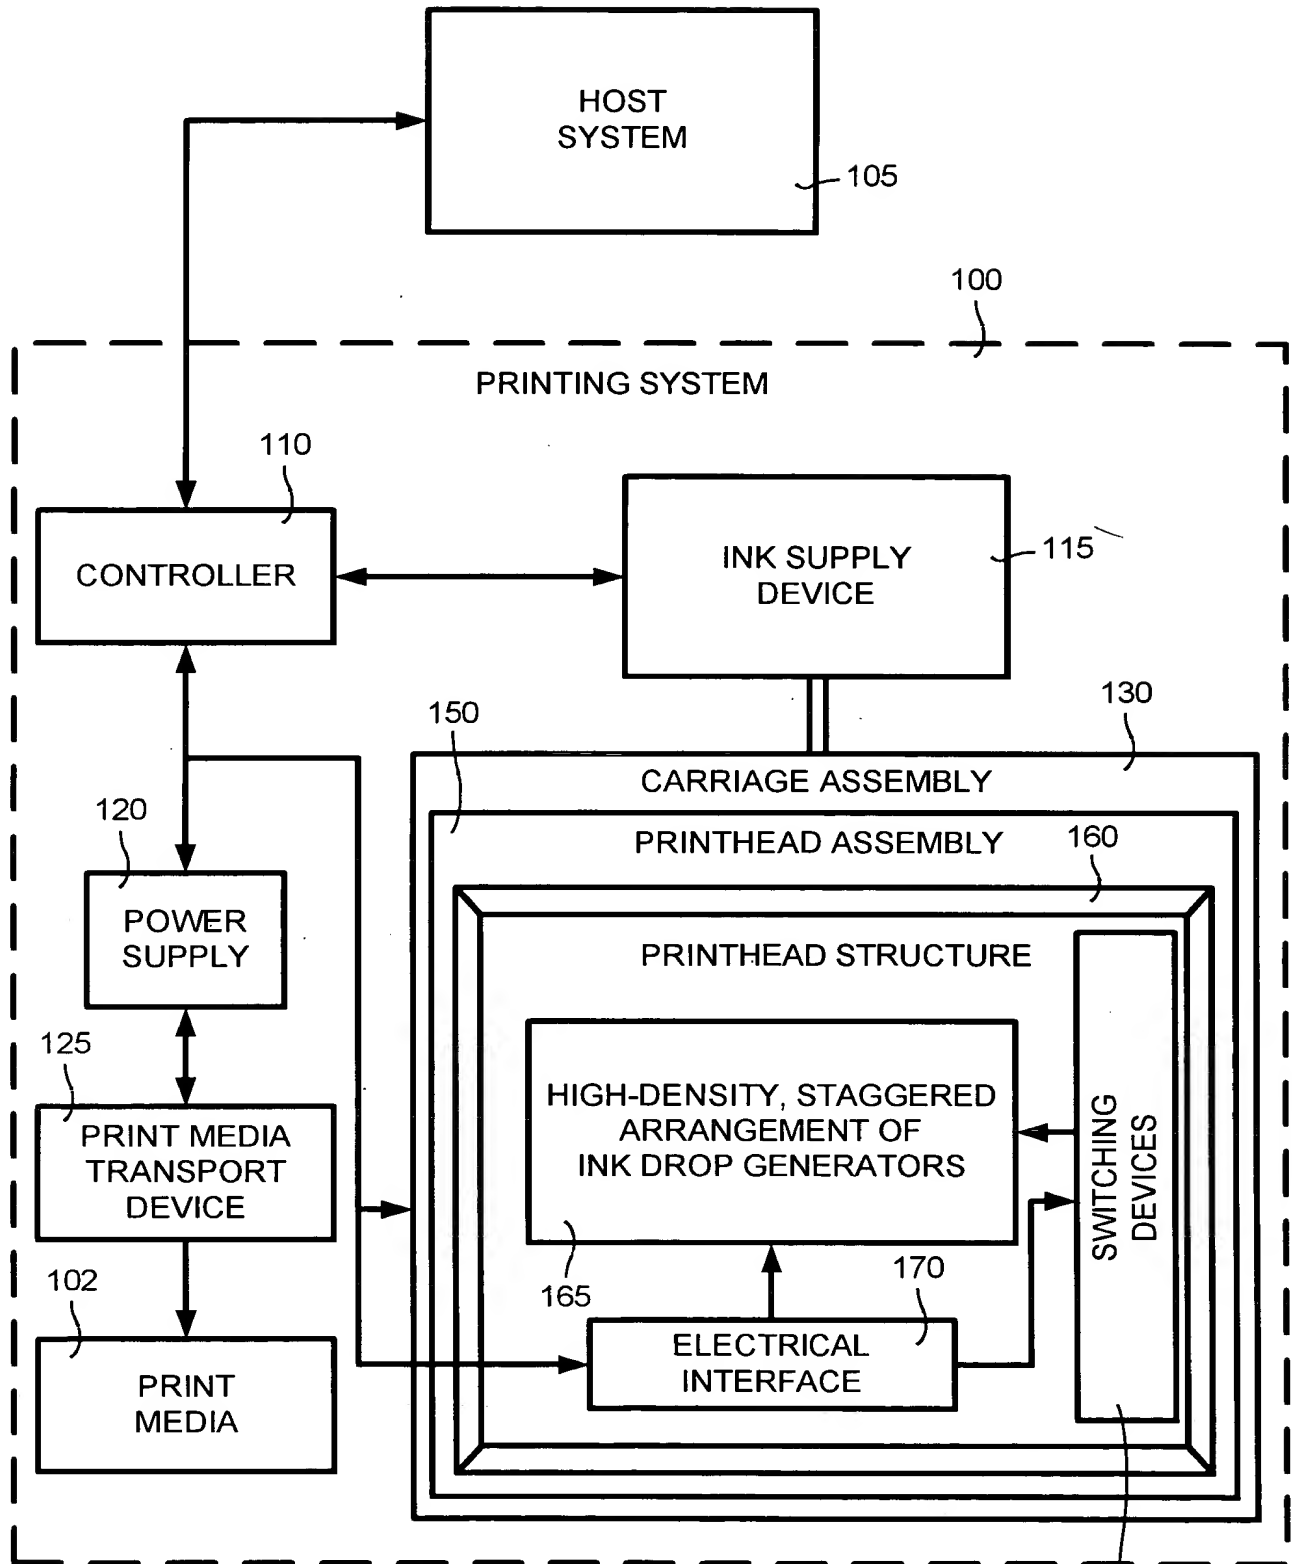 HOST
SYSTEM
105
100
PRINTING SYSTEM
110
CONTROLLER
INK SUPPLY
DEVICE
115
150
130
CARRIAGE ASSEMBLY
120
PRINTHEAD ASSEMBLY
160
POWER
SUPPLY
PRINTHEAD STRUCTURE
125
PRINT MEDIA
TRANSPORT
DEVICE
HIGH-DENSITY, STAGGERED
ARRANGEMENT OF
INK DROP GENERATORS
SWITCHING
DEVICES
165
170
102
ELECTRICAL
INTERFACE
PRINT
MEDIA